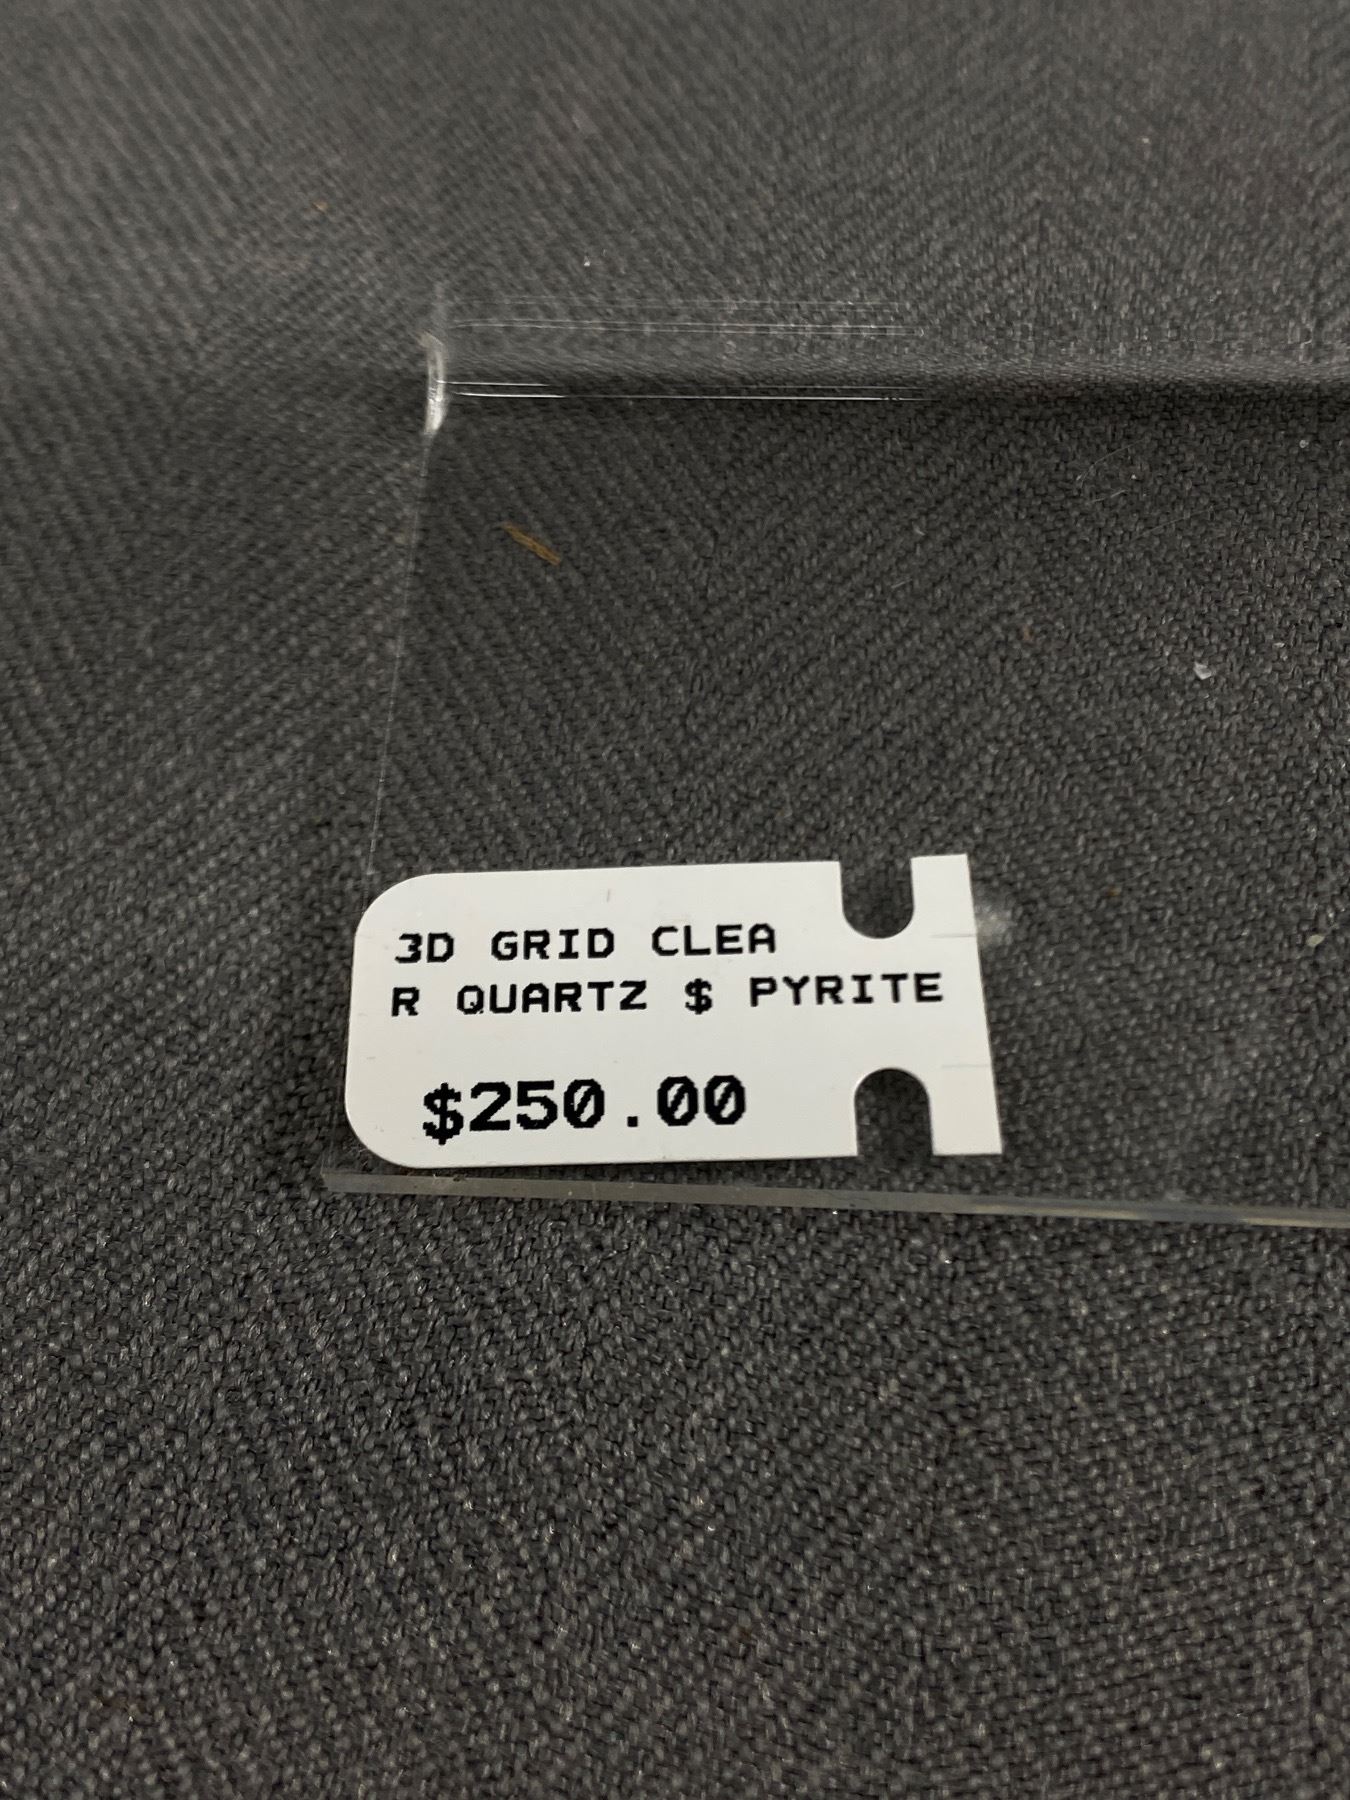 3D GRID CLEA
R QUARTZ $ PYRITE
$250.00